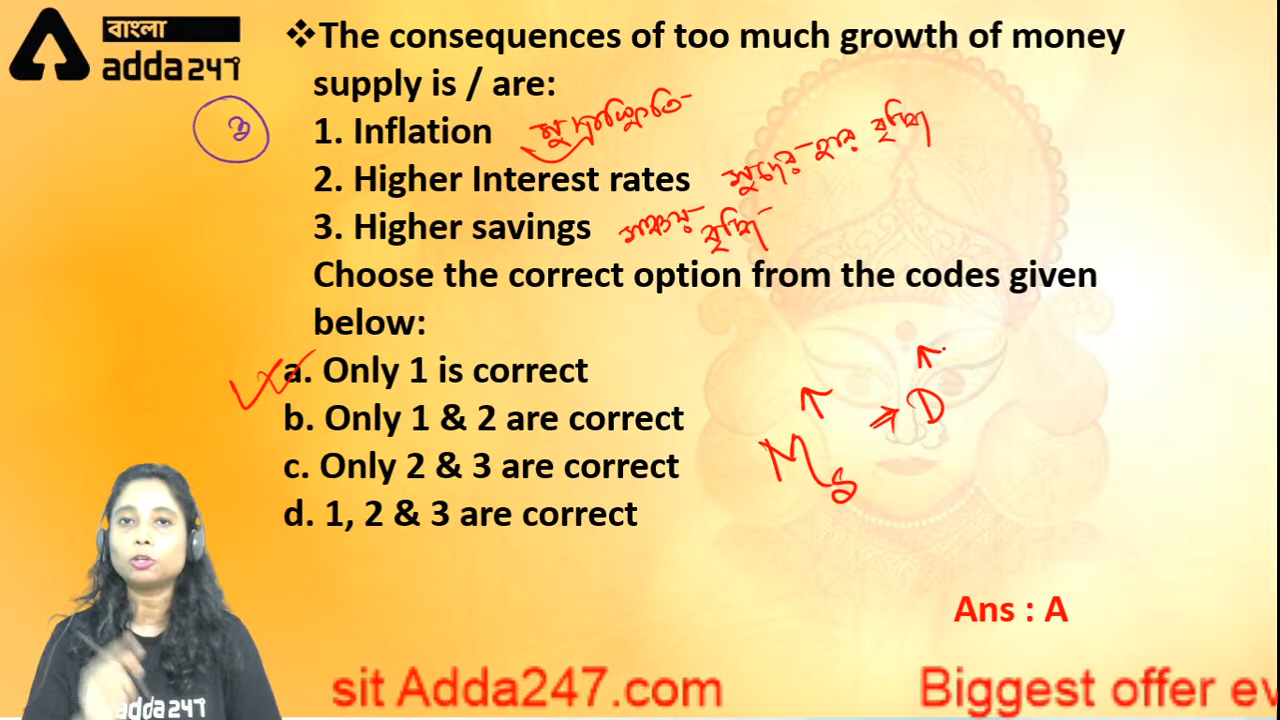 বাংলা
adda247
❖The consequences of too much growth of money
supply is / are:
1. Inflation মুদ্রাস্ফীতি
2. Higher Interest rates সুদের হার বৃদ্ধি
3. Higher savings সঞ্চয় বৃদ্ধি
Choose the correct option from the codes given
below:
a. Only 1 is correct
b. Only 1 & 2 are correct
c. Only 2 & 3 are correct
d. 1, 2 & 3 are correct
Ms ↑ ⇒ D ↑
Ans : A
adda247
sit Adda247.com Biggest offer ev